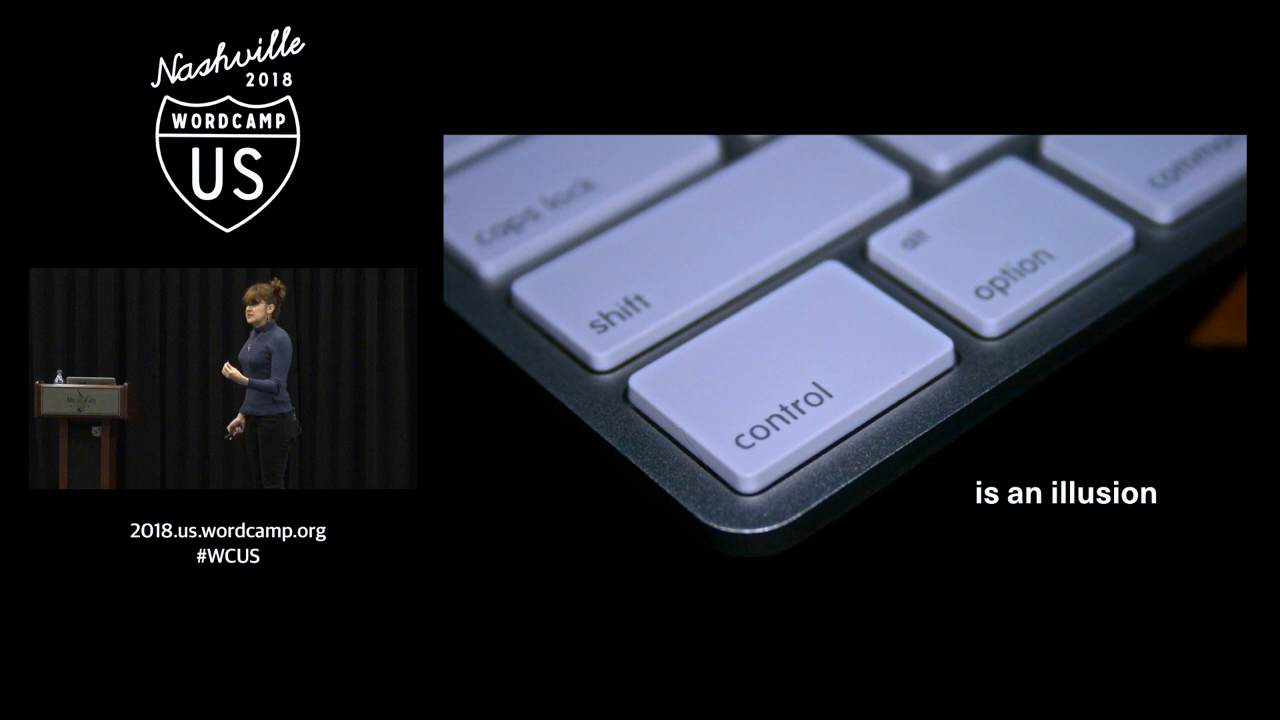 Nashville
2018
WORDCAMP
US
2018.us.wordcamp.org
#WCUS
caps lock
shift
alt
option
control
is an illusion